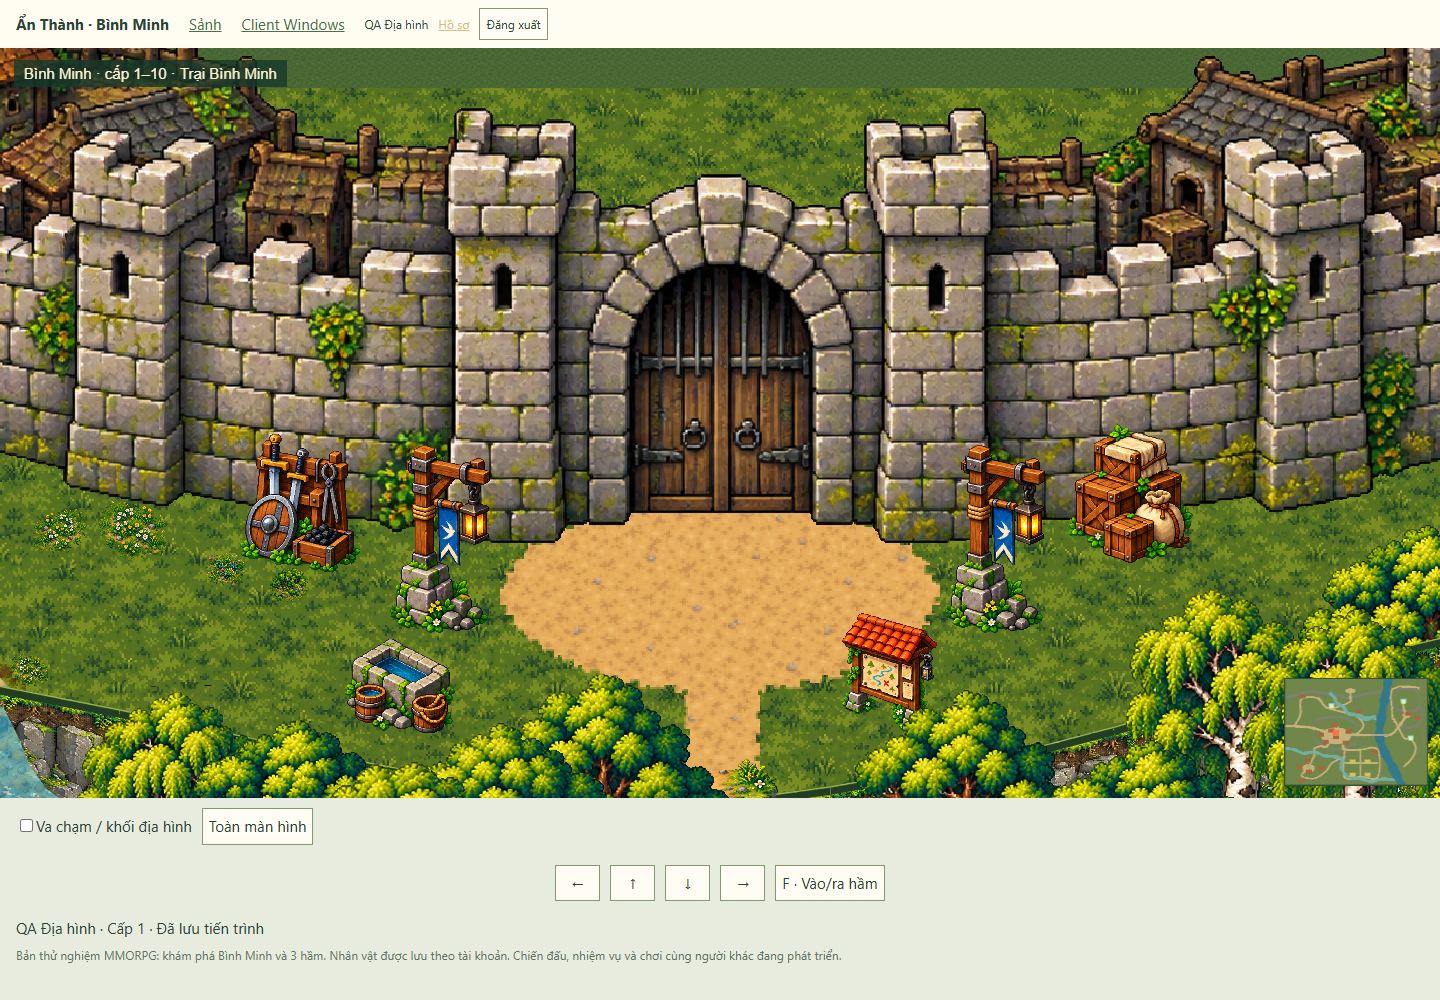 Ẩn Thành · Bình Minh Sảnh Client Windows QA Địa hình Hồ sơ Đăng xuất
Bình Minh · cấp 1–10 · Trại Bình Minh
Va chạm / khối địa hình Toàn màn hình
← ↑ ↓ → F · Vào/ra hầm
QA Địa hình · Cấp 1 · Đã lưu tiến trình
Bản thử nghiệm MMORPG: khám phá Bình Minh và 3 hầm. Nhân vật được lưu theo tài khoản. Chiến đấu, nhiệm vụ và chơi cùng người khác đang phát triển.